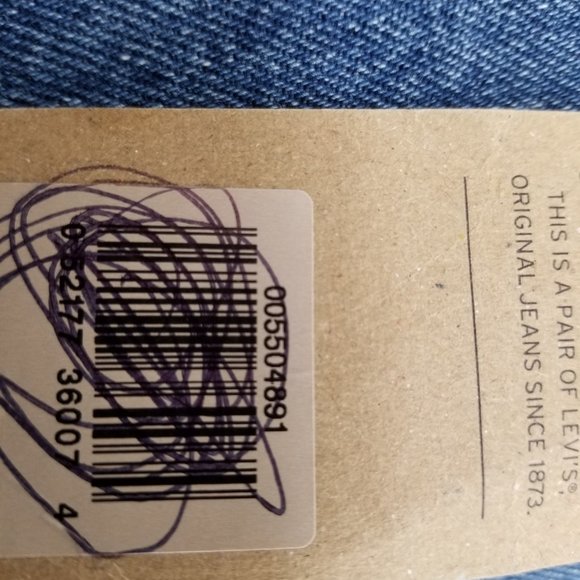 THIS IS A PAIR OF LEVI'S®,
ORIGINAL JEANS SINCE 1873.
005504891
0 52177 36007 4